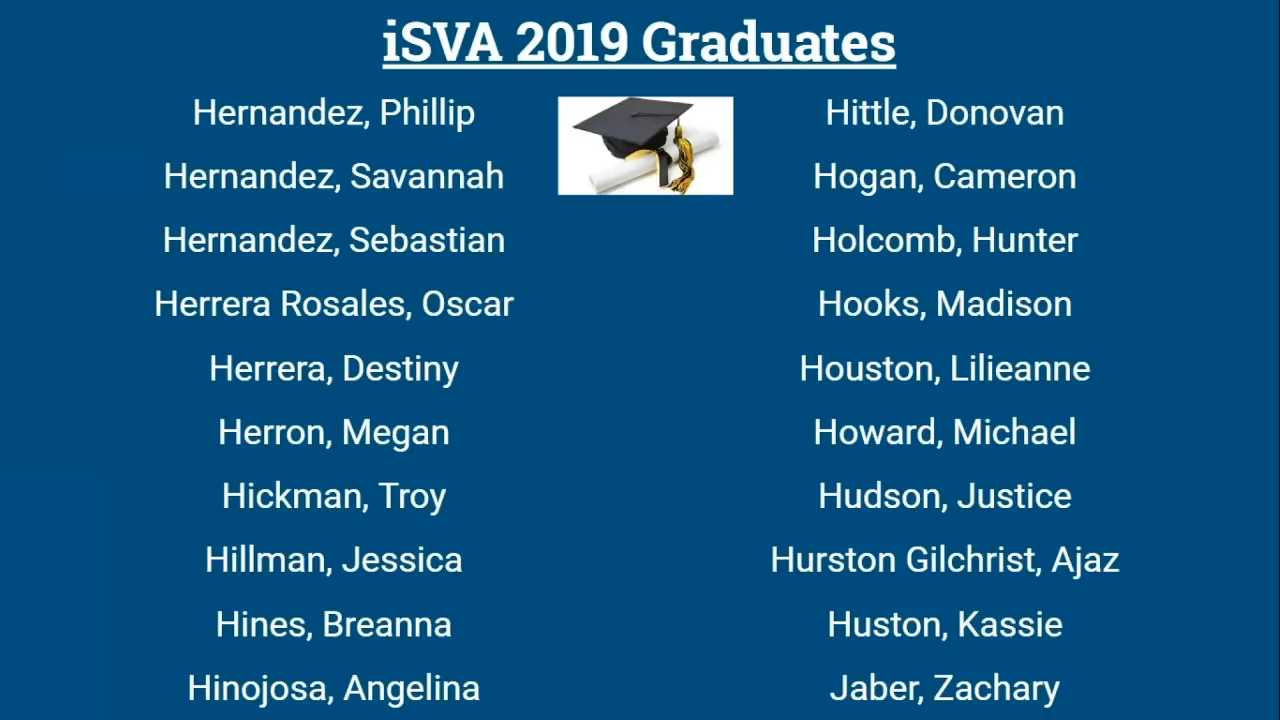 iSVA 2019 Graduates
Hernandez, Phillip
Hernandez, Savannah
Hernandez, Sebastian
Herrera Rosales, Oscar
Herrera, Destiny
Herron, Megan
Hickman, Troy
Hillman, Jessica
Hines, Breanna
Hinojosa, Angelina
Hittle, Donovan
Hogan, Cameron
Holcomb, Hunter
Hooks, Madison
Houston, Lilieanne
Howard, Michael
Hudson, Justice
Hurston Gilchrist, Ajaz
Huston, Kassie
Jaber, Zachary